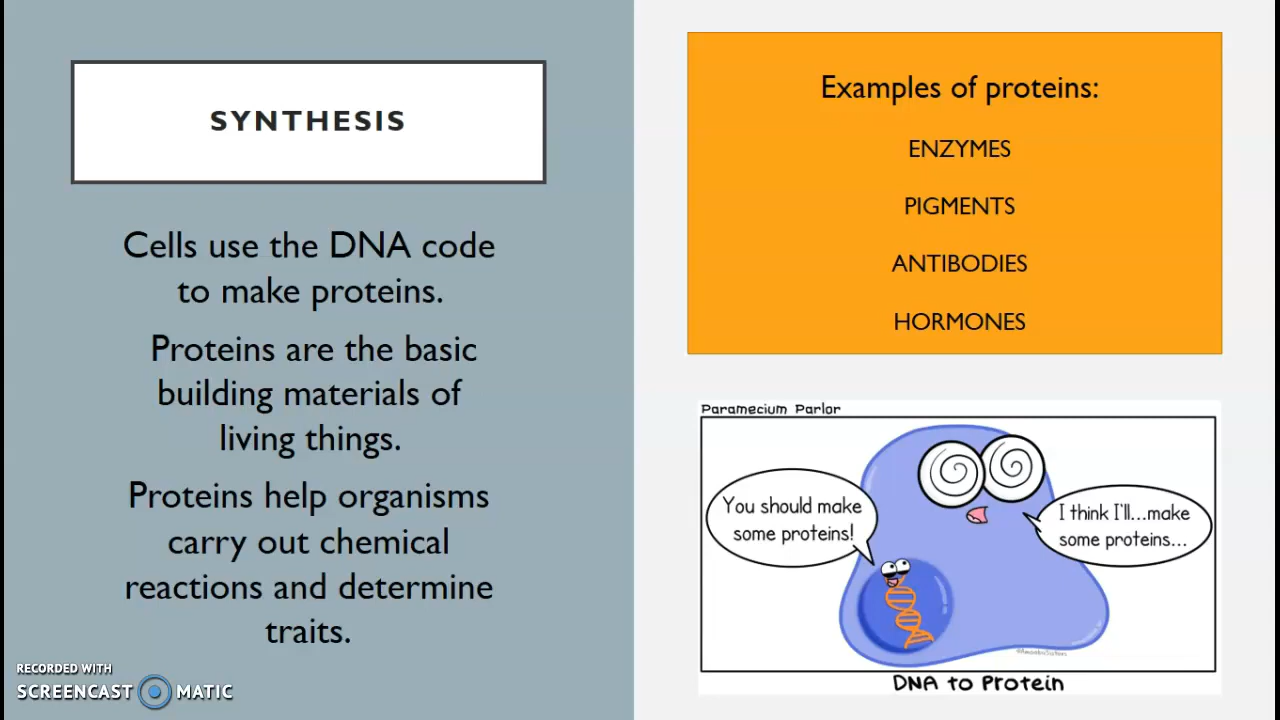 SYNTHESIS
Cells use the DNA code
to make proteins.
Proteins are the basic
building materials of
living things.
Proteins help organisms
carry out chemical
reactions and determine
traits.
RECORDED WITH
SCREENCAST MATIC
Examples of proteins:
ENZYMES
PIGMENTS
ANTIBODIES
HORMONES
Paramecium Parlor
You should make
some proteins!
I think I'll...make
some proteins...
@AmoebaSisters
DNA to Protein